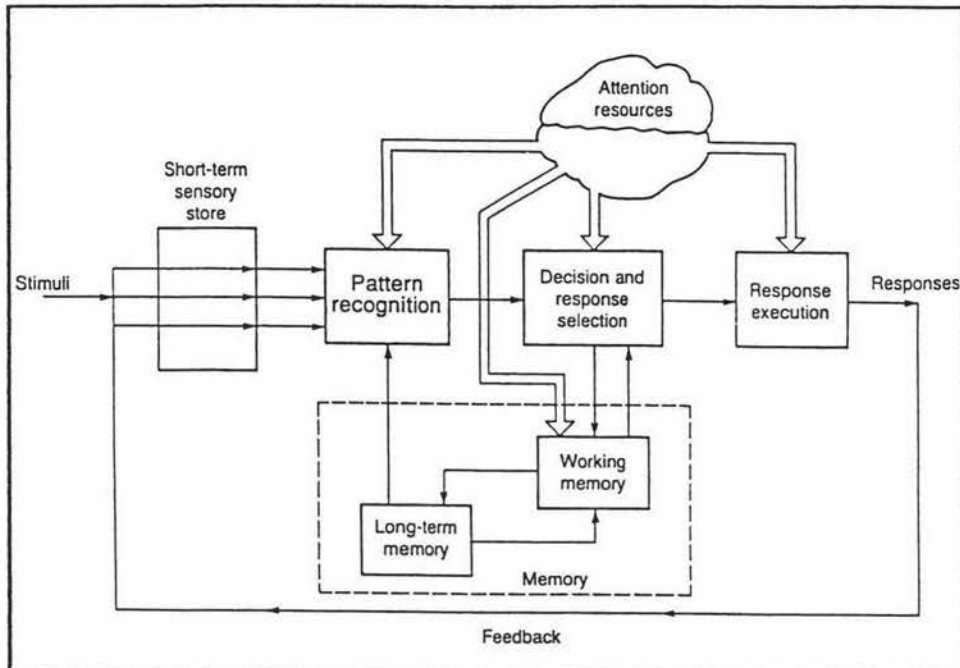 Attention
resources
Short-term
sensory
store
Stimuli
Pattern
recognition
Decision and
response
selection
Response
execution
Responses
Working
memory
Long-term
memory
Memory
Feedback